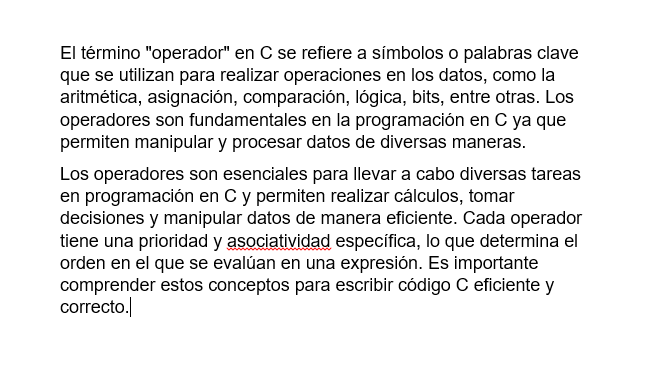 El término "operador" en C se refiere a símbolos o palabras clave
que se utilizan para realizar operaciones en los datos, como la
aritmética, asignación, comparación, lógica, bits, entre otras. Los
operadores son fundamentales en la programación en C ya que
permiten manipular y procesar datos de diversas maneras.
Los operadores son esenciales para llevar a cabo diversas tareas
en programación en C y permiten realizar cálculos, tomar
decisiones y manipular datos de manera eficiente. Cada operador
tiene una prioridad y asociatividad específica, lo que determina el
orden en el que se evalúan en una expresión. Es importante
comprender estos conceptos para escribir código C eficiente y
correcto.